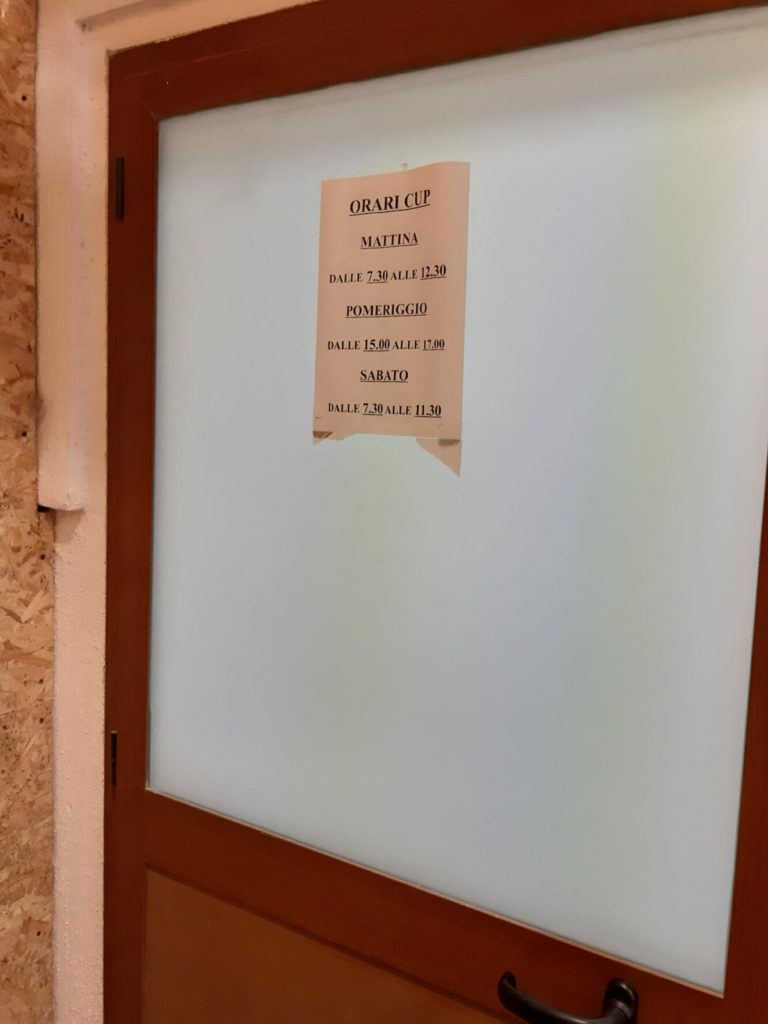 ORARI CUP
MATTINA
DALLE 7.30 ALLE 12.30
POMERIGGIO
DALLE 15.00 ALLE 17.00
SABATO
DALLE 7.30 ALLE 11.30